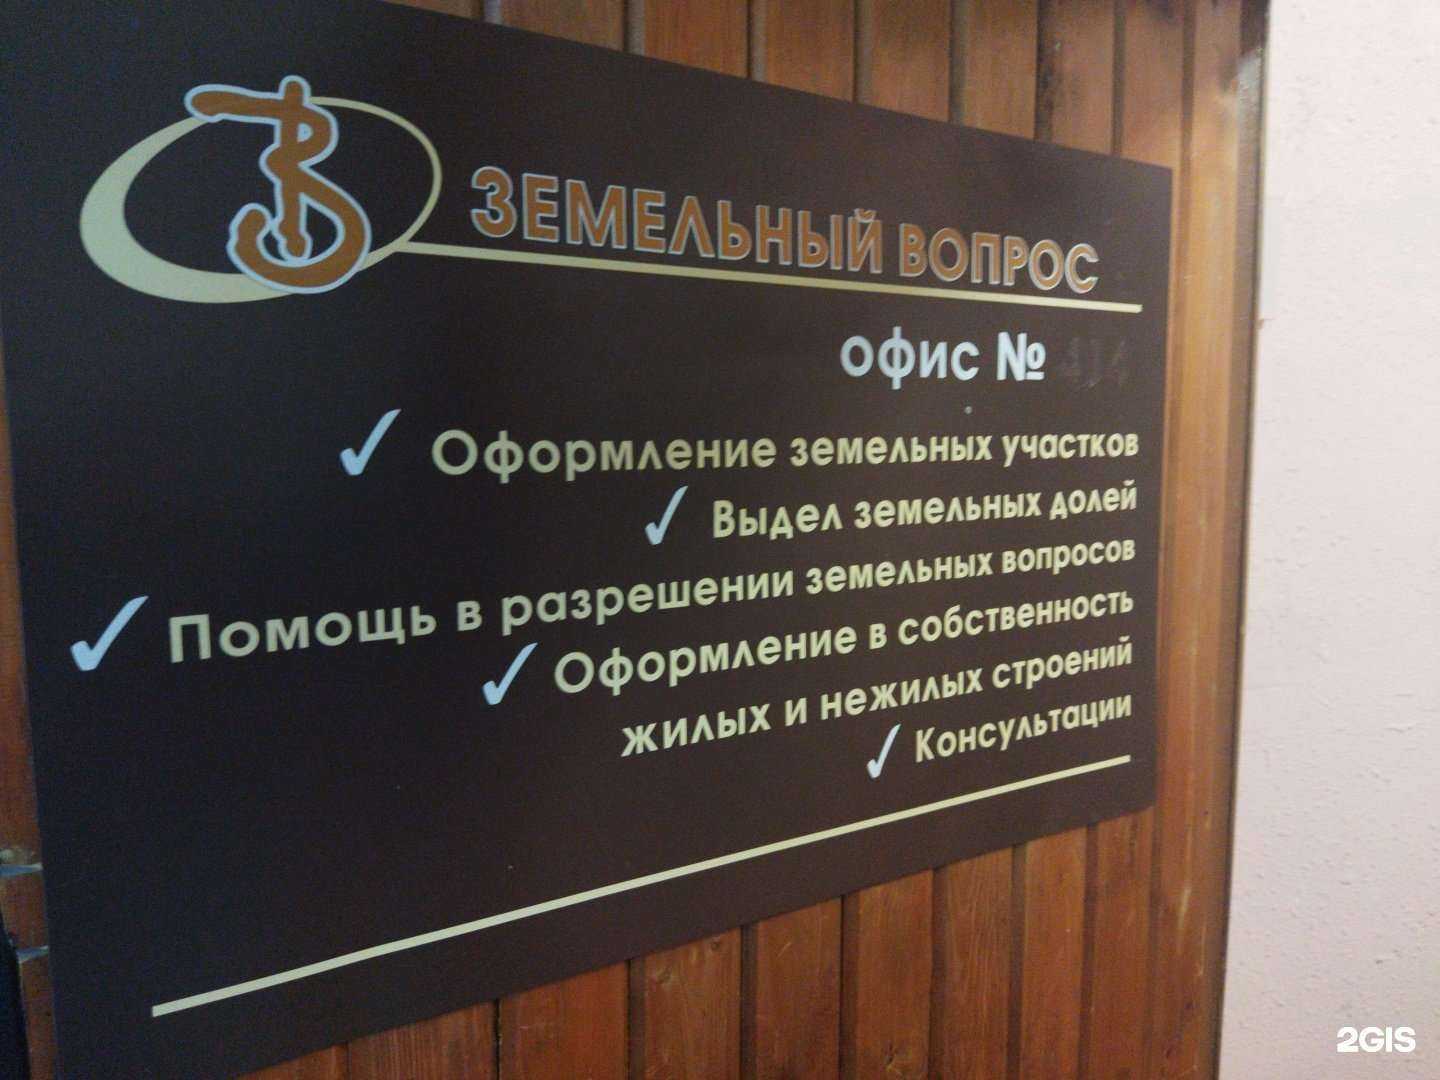 ЗЕМЕЛЬНЫЙ ВОПРОС
офис №
Оформление земельных участков
Выдел земельных долей
Помощь в разрешении земельных вопросов
Оформление в собственность
жилых и нежилых строений
Консультации
2GIS